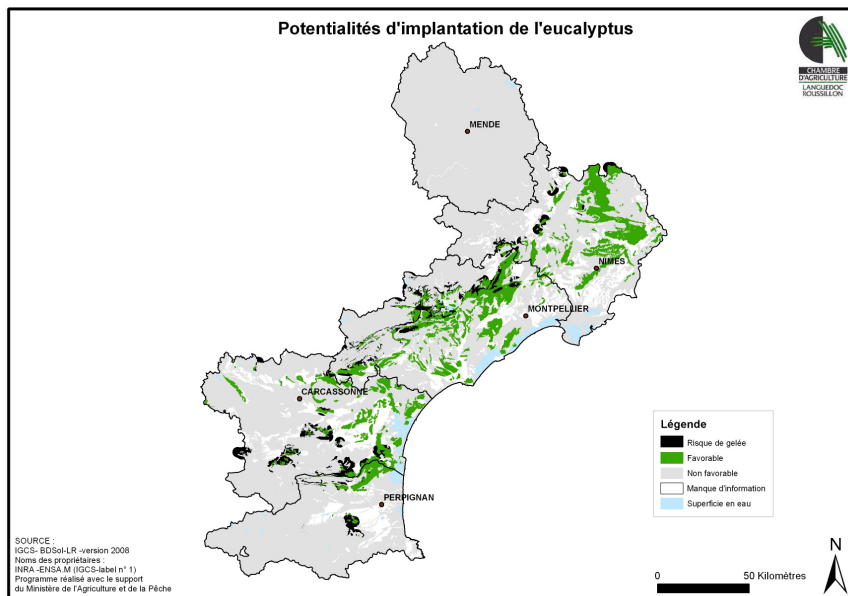 Potentialités d'implantation de l'eucalyptus
CHAMBRE
D'AGRICULTURE
LANGUEDOC
ROUSSILLON
MENDE
NIMES
MONTPELLIER
CARCASSONNE
PERPIGNAN
Légende
Risque de gelée
Favorable
Non favorable
Manque d'information
Superficie en eau
SOURCE :
IGCS- BDSol-LR -version 2008
Noms des propriétaires :
INRA -ENSA.M (IGCS-label n° 1)
Programme réalisé avec le support
du Ministère de l'Agriculture et de la Pêche
N
0 50 Kilomètres